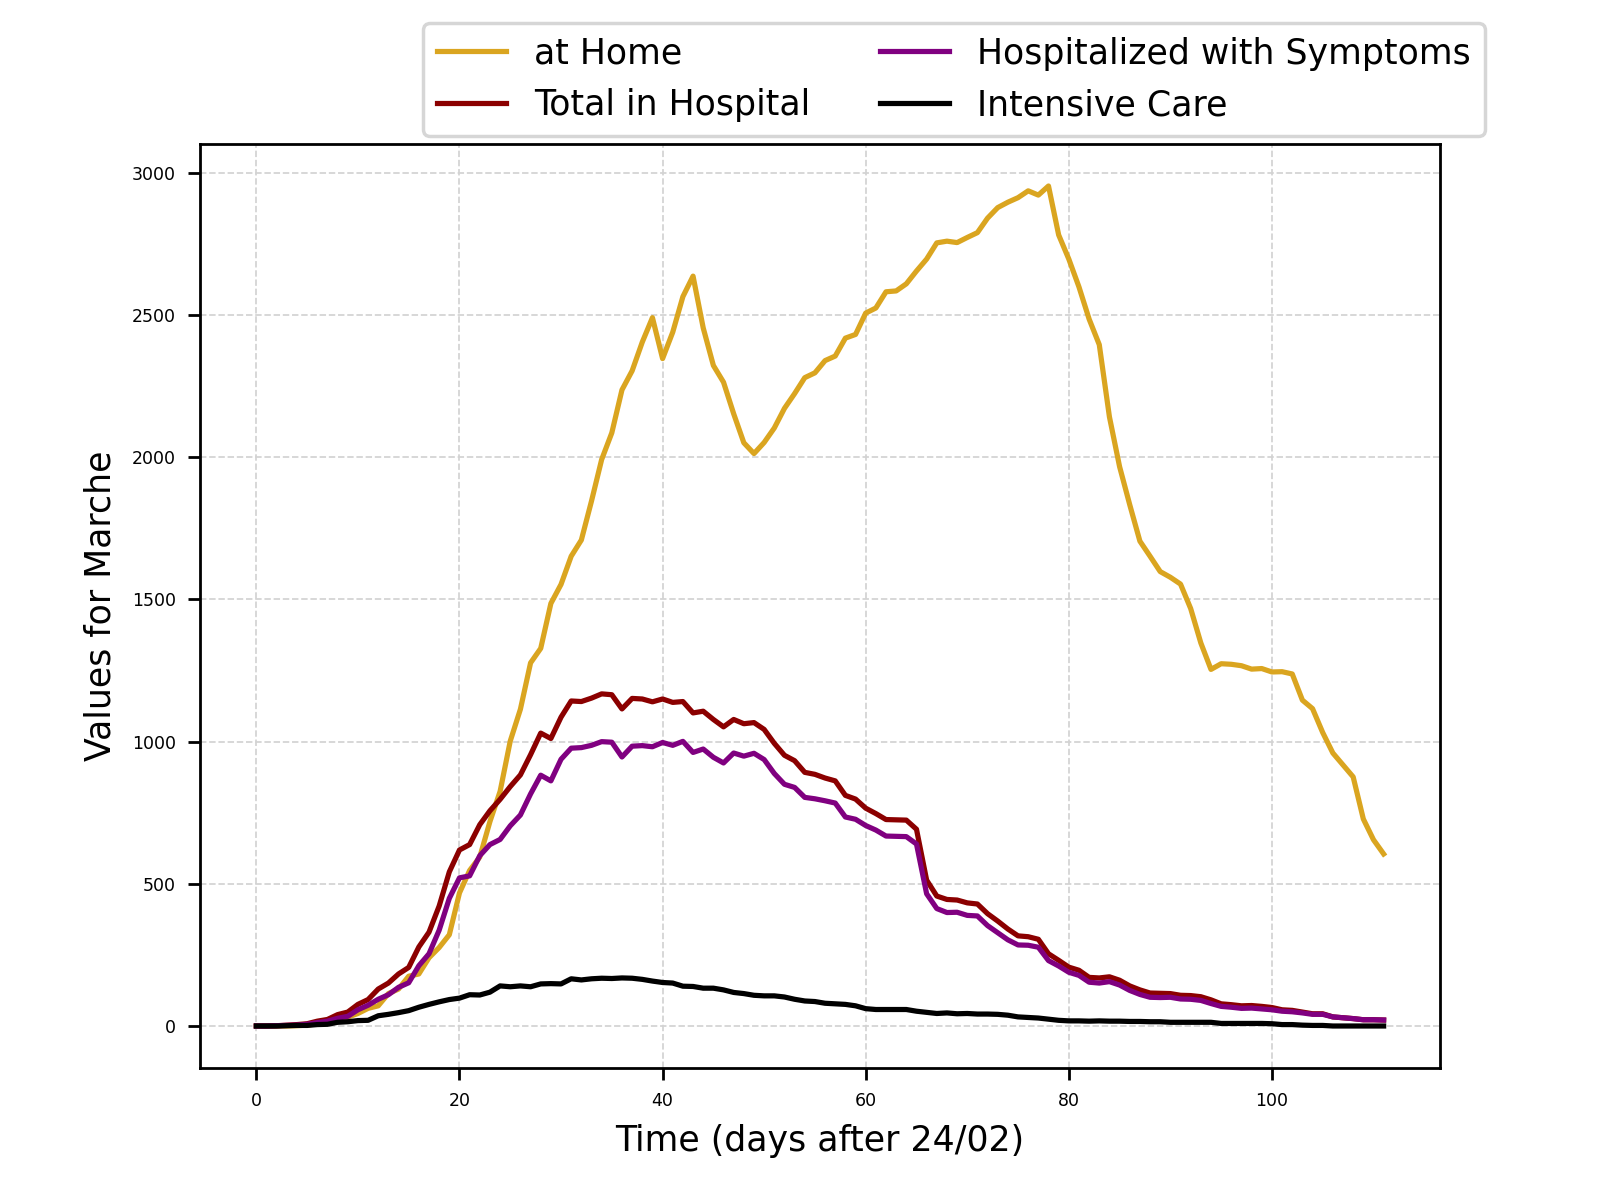 at Home
Total in Hospital
Hospitalized with Symptoms
Intensive Care
3000
2500
2000
1500
1000
500
0
Values for Marche
0 20 40 60 80 100
Time (days after 24/02)